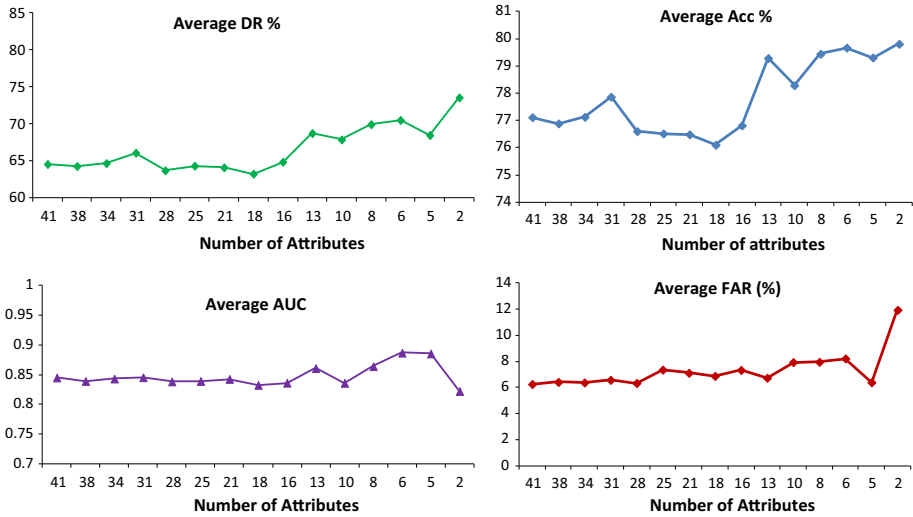 Average DR %
85
80
75
70
65
60
41 38 34 31 28 25 21 18 16 13 10 8 6 5 2
Number of Attributes
Average Acc %
81
80
79
78
77
76
75
74
41 38 34 31 28 25 21 18 16 13 10 8 6 5 2
Number of attributes
Average AUC
1
0.95
0.9
0.85
0.8
0.75
0.7
41 38 34 31 28 25 21 18 16 13 10 8 6 5 2
Number of Attributes
Average FAR (%)
14
12
10
8
6
4
2
0
41 38 34 31 28 25 21 18 16 13 10 8 6 5 2
Number of Attributes